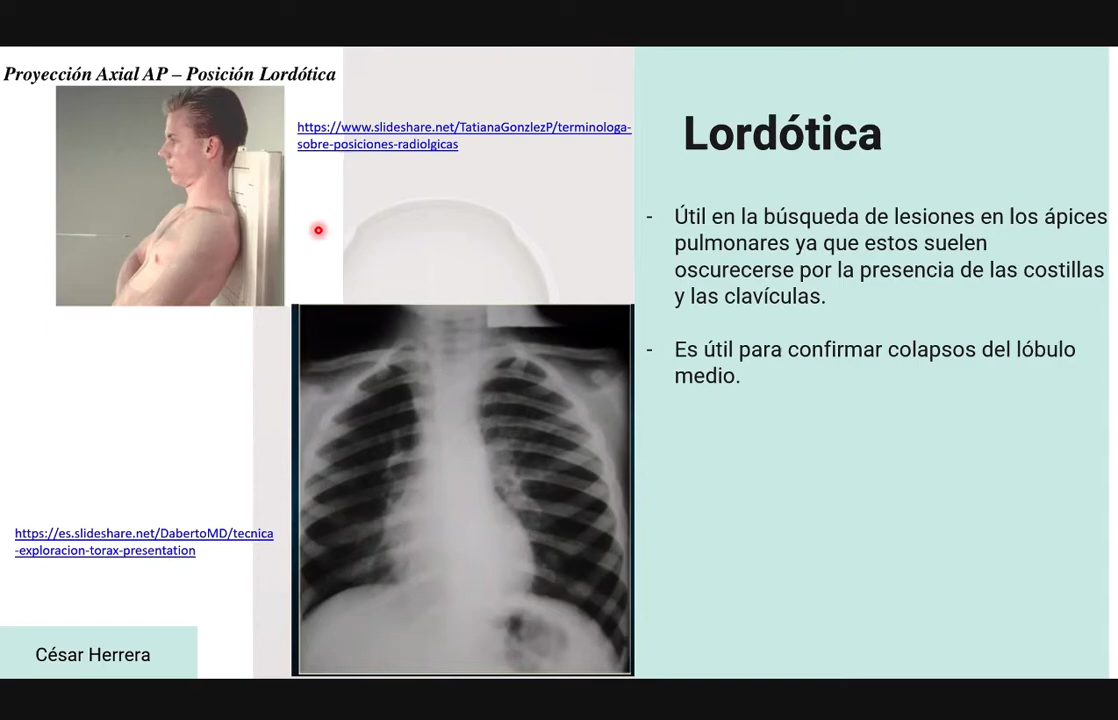 Proyección Axial AP – Posición Lordótica
https://www.slideshare.net/TatianaGonzlezP/terminologa-
sobre-posiciones-radiolgicas
Lordótica
- Útil en la búsqueda de lesiones en los ápices
pulmonares ya que estos suelen
oscurecerse por la presencia de las costillas
y las clavículas.
- Es útil para confirmar colapsos del lóbulo
medio.
https://es.slideshare.net/DabertoMD/tecnica
-exploracion-torax-presentation
César Herrera